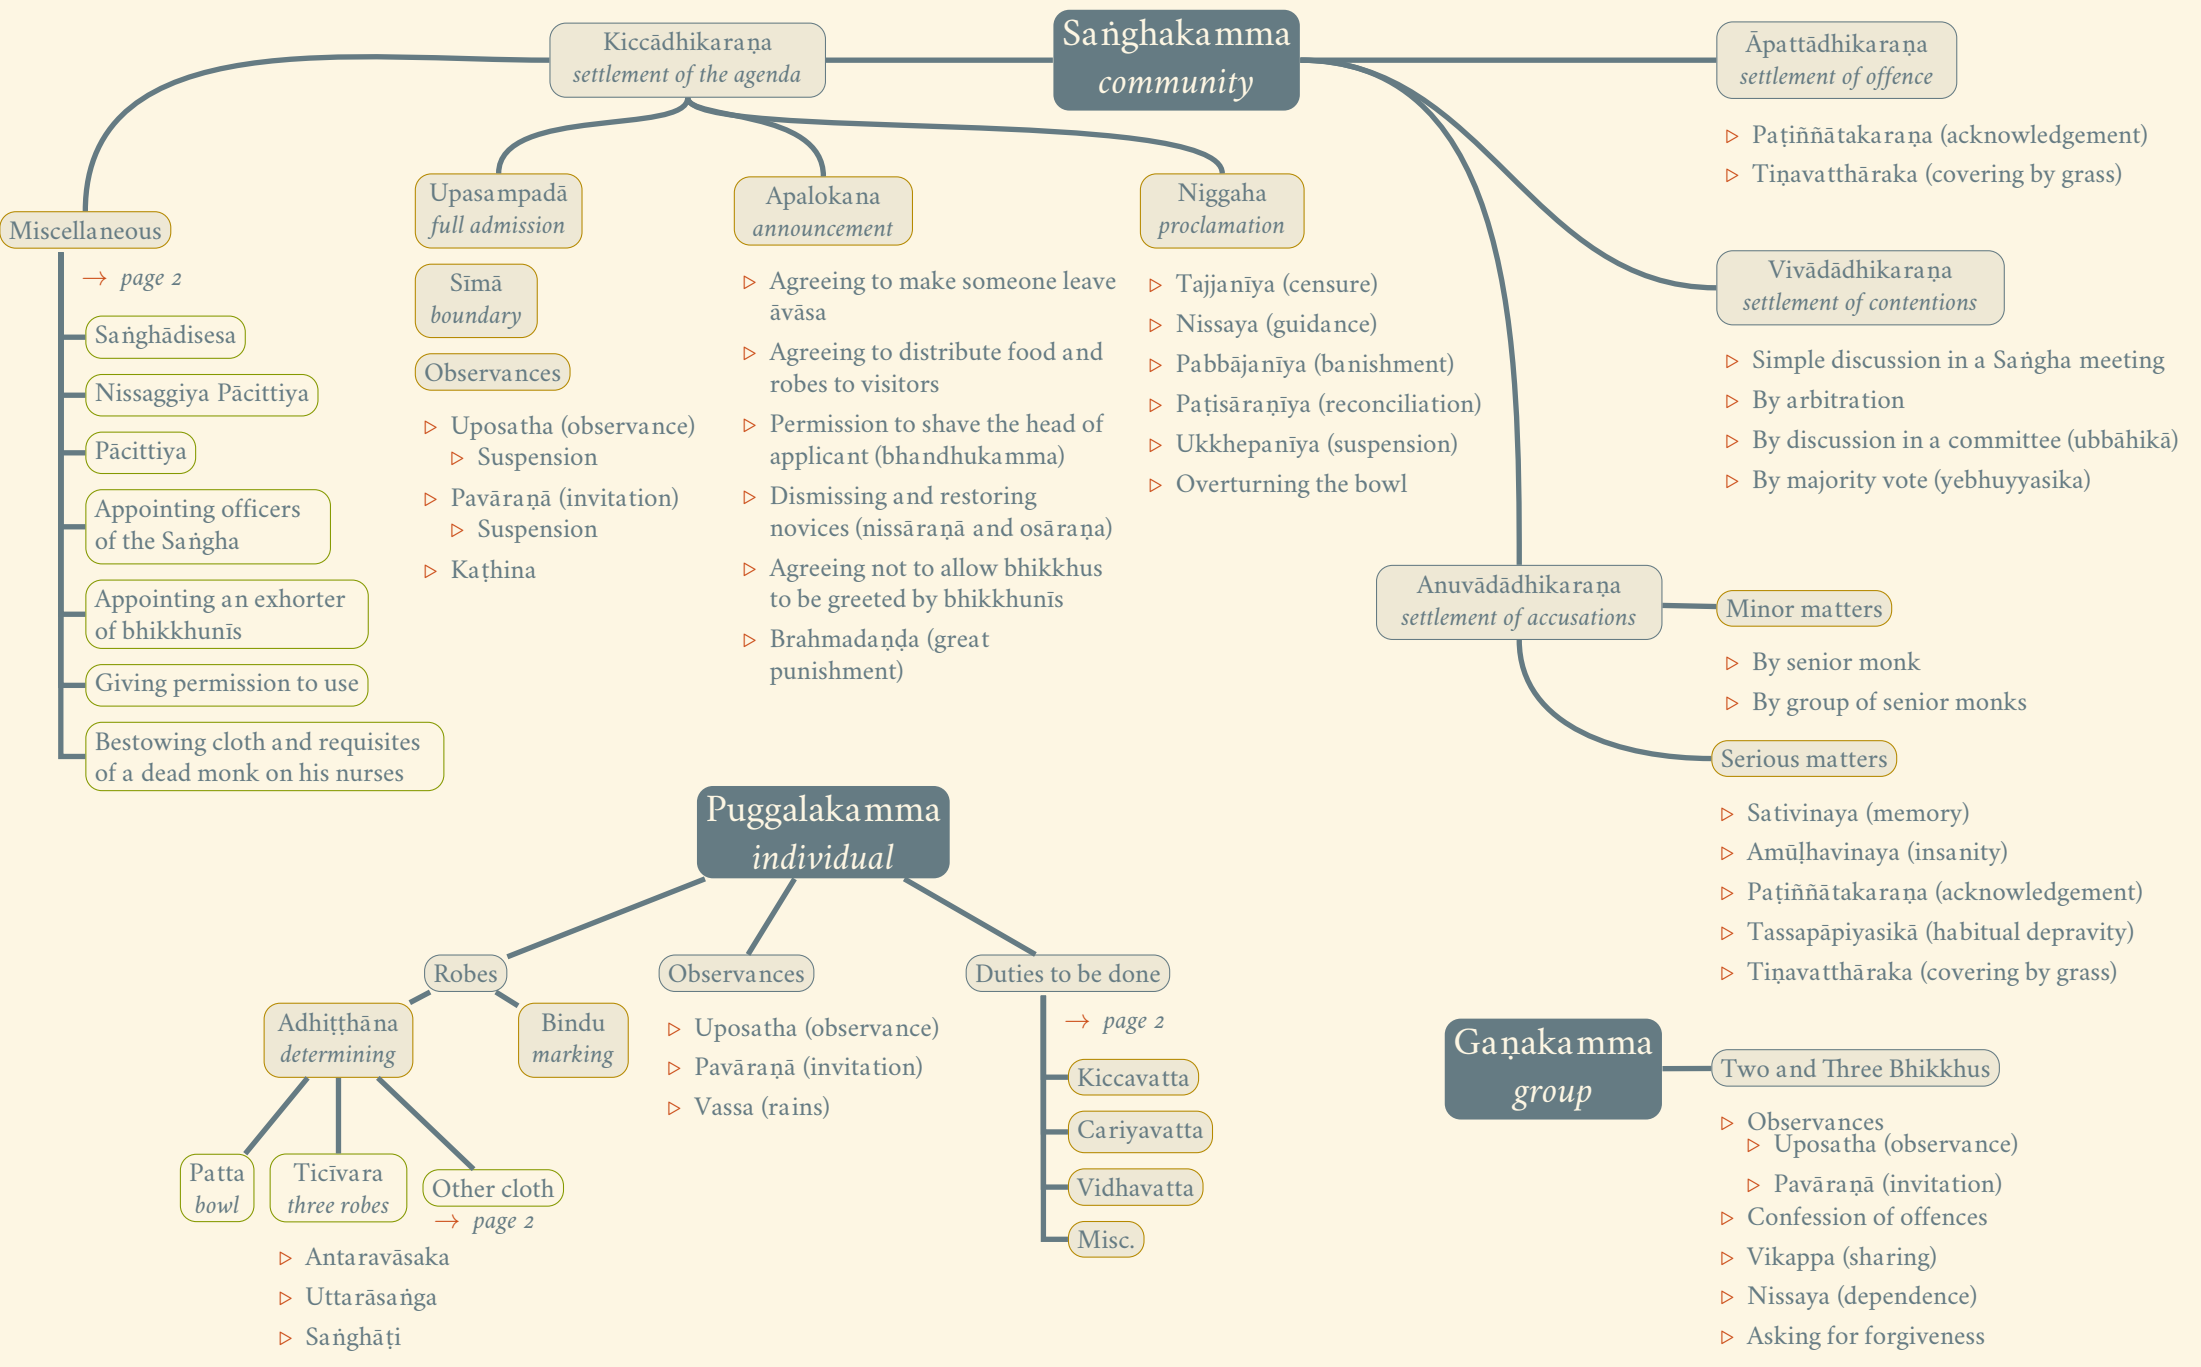 Saṅghakamma
community
Kiccādhikaraṇa
settlement of the agenda
Miscellaneous
→ page 2
Saṅghādisesa
Nissaggiya Pācittiya
Pācittiya
Appointing officers
of the Saṅgha
Appointing an exhorter
of bhikkhunīs
Giving permission to use
Bestowing cloth and requisites
of a dead monk on his nurses
Upasampadā
full admission
Sīmā
boundary
Observances
▷ Uposatha (observance)
▷ Suspension
▷ Pavāraṇā (invitation)
▷ Suspension
▷ Kaṭhina
Apalokana
announcement
▷ Agreeing to make someone leave
āvāsa
▷ Agreeing to distribute food and
robes to visitors
▷ Permission to shave the head of
applicant (bhandhukamma)
▷ Dismissing and restoring
novices (nissāraṇā and osāraṇa)
▷ Agreeing not to allow bhikkhus
to be greeted by bhikkhunīs
▷ Brahmadaṇḍa (great
punishment)
Niggaha
proclamation
▷ Tajjanīya (censure)
▷ Nissaya (guidance)
▷ Pabbājanīya (banishment)
▷ Paṭisāraṇīya (reconciliation)
▷ Ukkhepanīya (suspension)
▷ Overturning the bowl
Āpattādhikaraṇa
settlement of offence
▷ Paṭiññātakaraṇa (acknowledgement)
▷ Tiṇavatthāraka (covering by grass)
Vivādādhikaraṇa
settlement of contentions
▷ Simple discussion in a Saṅgha meeting
▷ By arbitration
▷ By discussion in a committee (ubbāhikā)
▷ By majority vote (yebhuyyasika)
Anuvādādhikaraṇa
settlement of accusations
Minor matters
▷ By senior monk
▷ By group of senior monks
Serious matters
▷ Sativinaya (memory)
▷ Amūḷhavinaya (insanity)
▷ Paṭiññātakaraṇa (acknowledgement)
▷ Tassapāpiyasikā (habitual depravity)
▷ Tiṇavatthāraka (covering by grass)
Puggalakamma
individual
Robes
Adhiṭṭhāna
determining
Bindu
marking
Patta
bowl
Ticīvara
three robes
Other cloth
→ page 2
▷ Antaravāsaka
▷ Uttarāsaṅga
▷ Saṅghāṭi
Observances
▷ Uposatha (observance)
▷ Pavāraṇā (invitation)
▷ Vassa (rains)
Duties to be done
→ page 2
Kiccavatta
Cariyavatta
Vidhavatta
Misc.
Gaṇakamma
group
Two and Three Bhikkhus
▷ Observances
▷ Uposatha (observance)
▷ Pavāraṇā (invitation)
▷ Confession of offences
▷ Vikappa (sharing)
▷ Nissaya (dependence)
▷ Asking for forgiveness